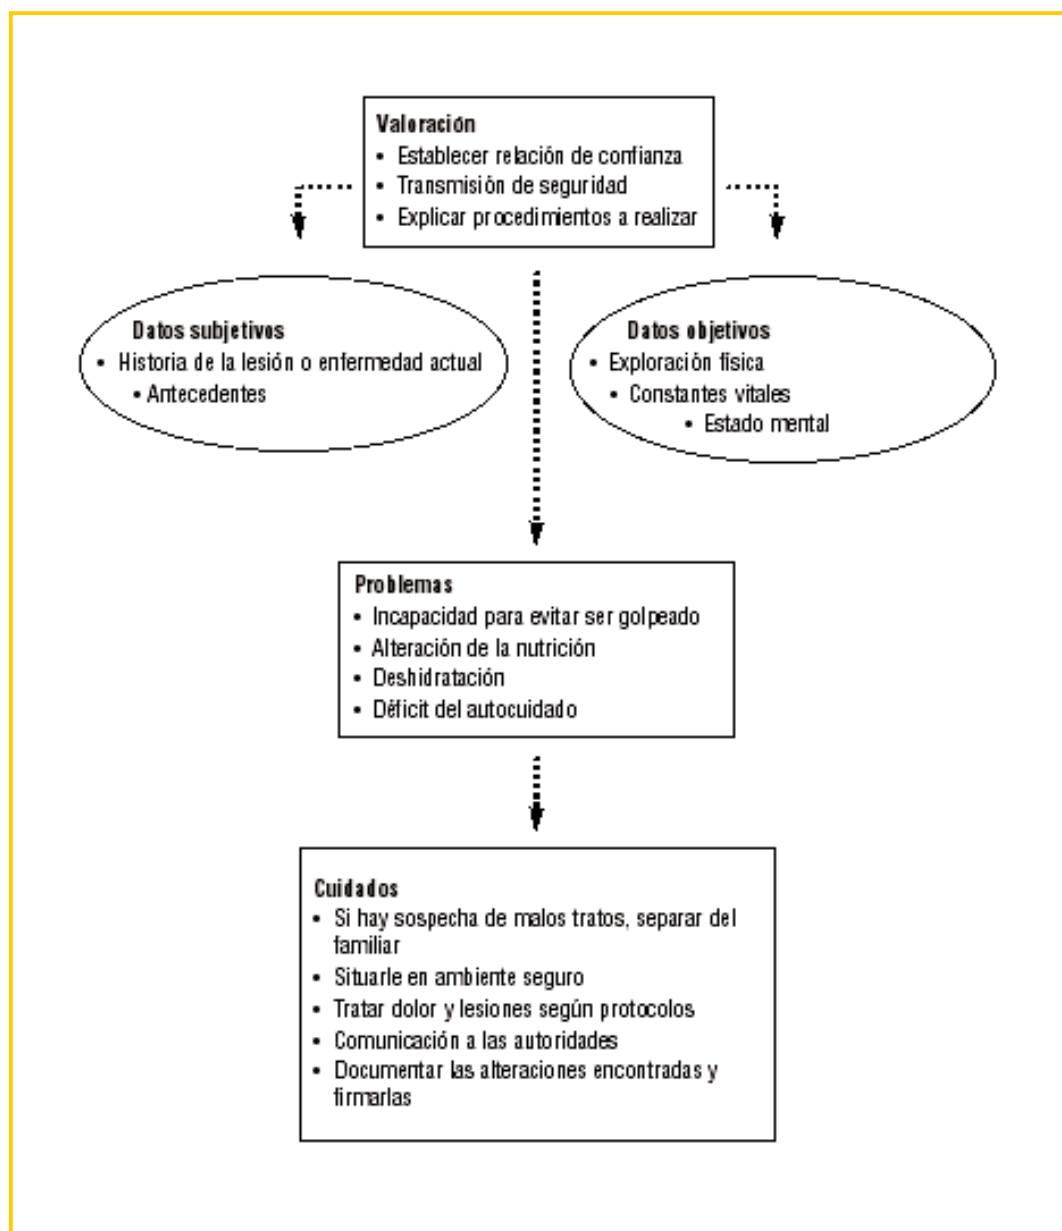 Valoración
• Establecer relación de confianza
• Transmisión de seguridad
• Explicar procedimientos a realizar
Datos subjetivos
• Historia de la lesión o enfermedad actual
• Antecedentes
Datos objetivos
• Exploración física
• Constantes vitales
• Estado mental
Problemas
• Incapacidad para evitar ser golpeado
• Alteración de la nutrición
• Deshidratación
• Déficit del autocuidado
Cuidados
• Si hay sospecha de malos tratos, separar del
familiar
• Situarle en ambiente seguro
• Tratar dolor y lesiones según protocolos
• Comunicación a las autoridades
• Documentar las alteraciones encontradas y
firmarlas